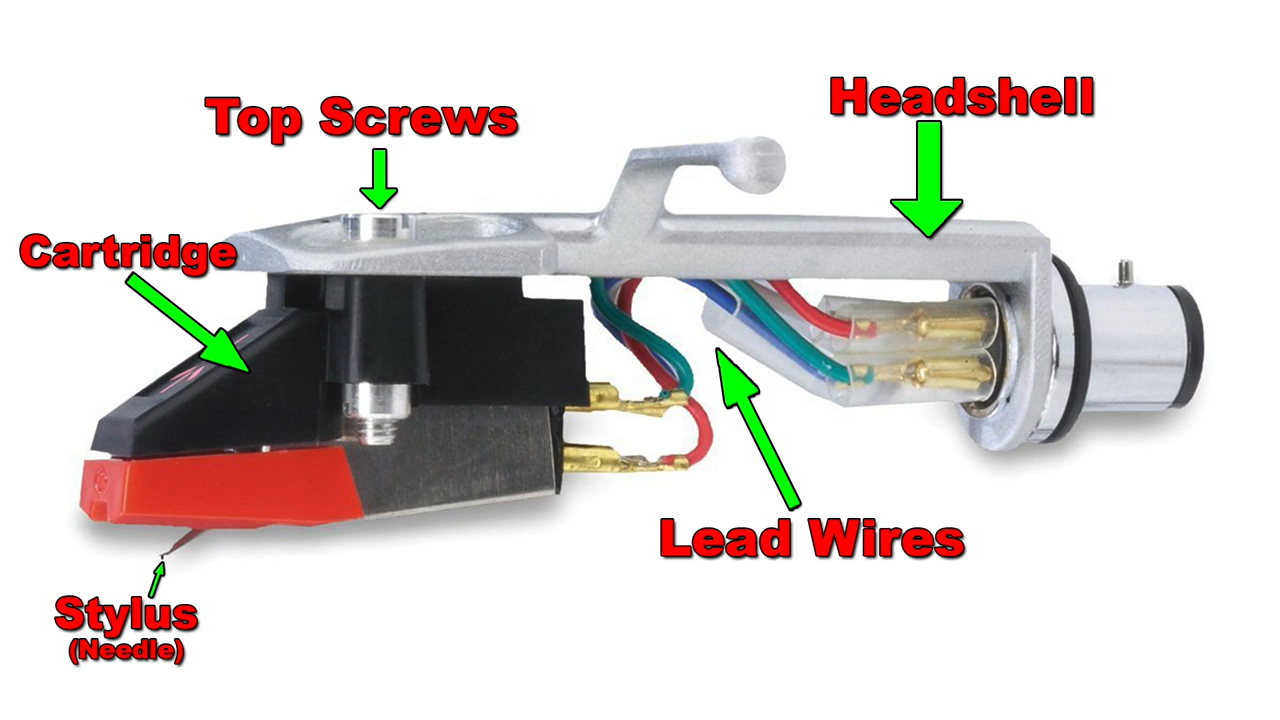 Headshell
Top Screws
Cartridge
Lead Wires
Stylus
(Needle)